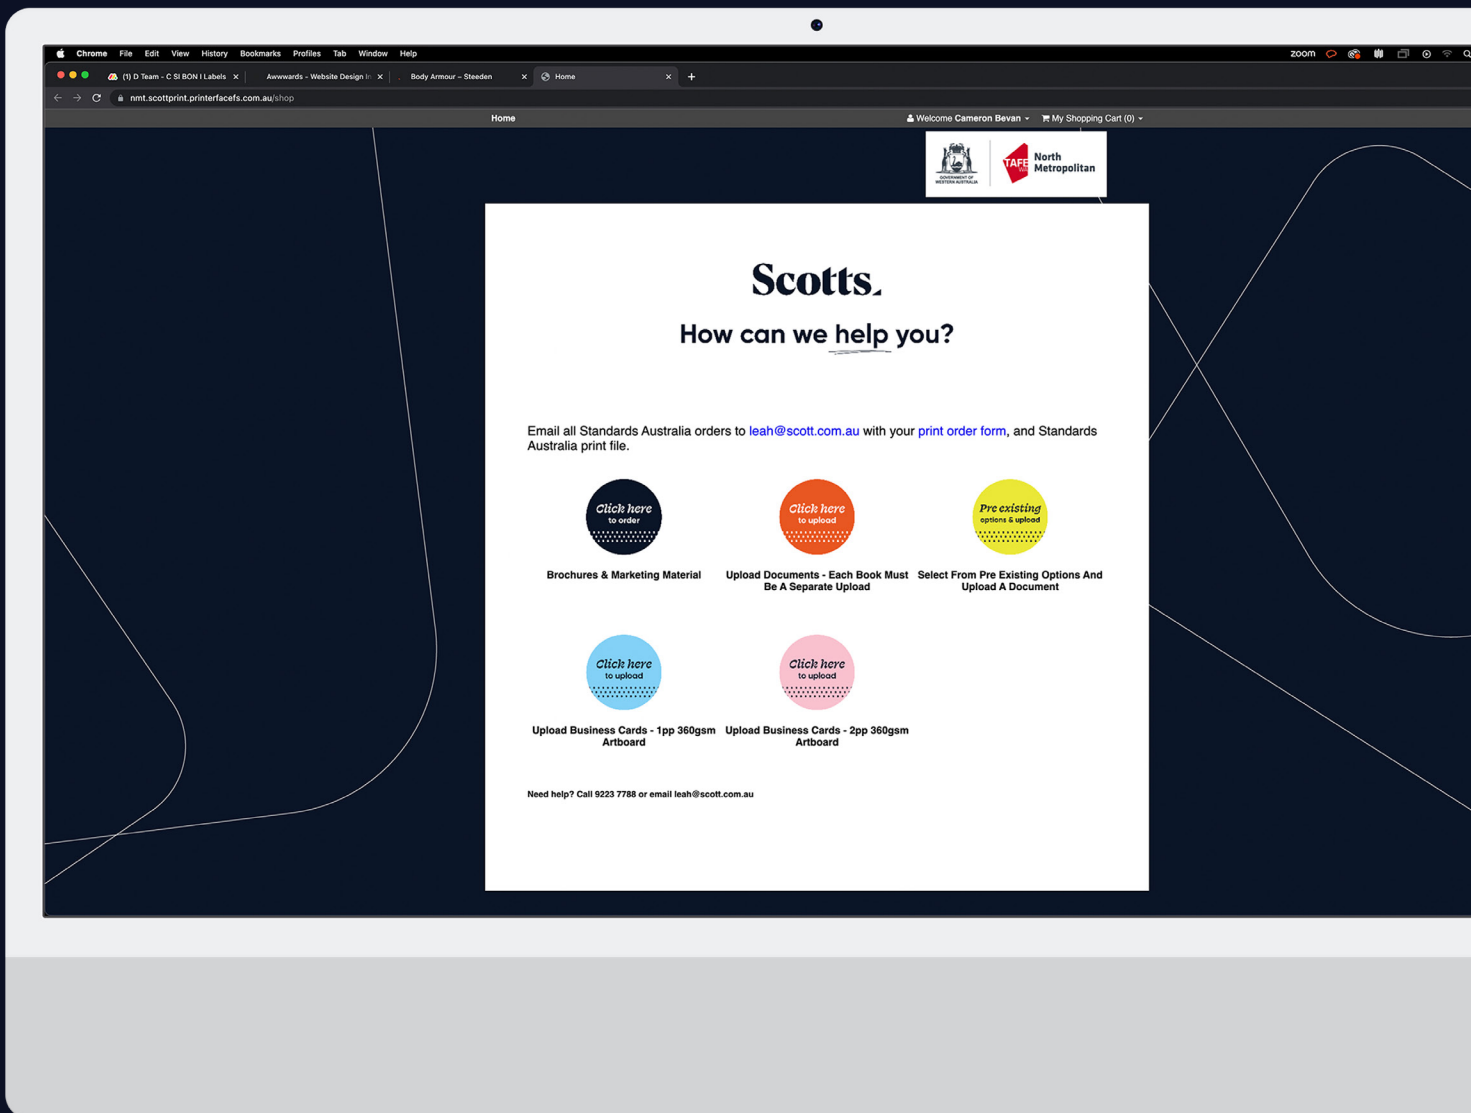 Chrome File Edit View History Bookmarks Profiles Tab Window Help
zoom
(1) D Team - C SI BON I Labels
Awwwards - Website Design In
Body Armour – Steeden
Home
nmt.scottprint.printerfacefs.com.au/shop
Home
Welcome Cameron Bevan
My Shopping Cart (0)
GOVERNMENT OF
WESTERN AUSTRALIA
TAFE
WA
North
Metropolitan
Scotts.
How can we help you?
Email all Standards Australia orders to leah@scott.com.au with your print order form, and Standards
Australia print file.
Click here
to order
Click here
to upload
Pre existing
options & upload
Brochures & Marketing Material
Upload Documents - Each Book Must
Be A Separate Upload
Select From Pre Existing Options And
Upload A Document
Click here
to upload
Click here
to upload
Upload Business Cards - 1pp 360gsm
Artboard
Upload Business Cards - 2pp 360gsm
Artboard
Need help? Call 9223 7788 or email leah@scott.com.au